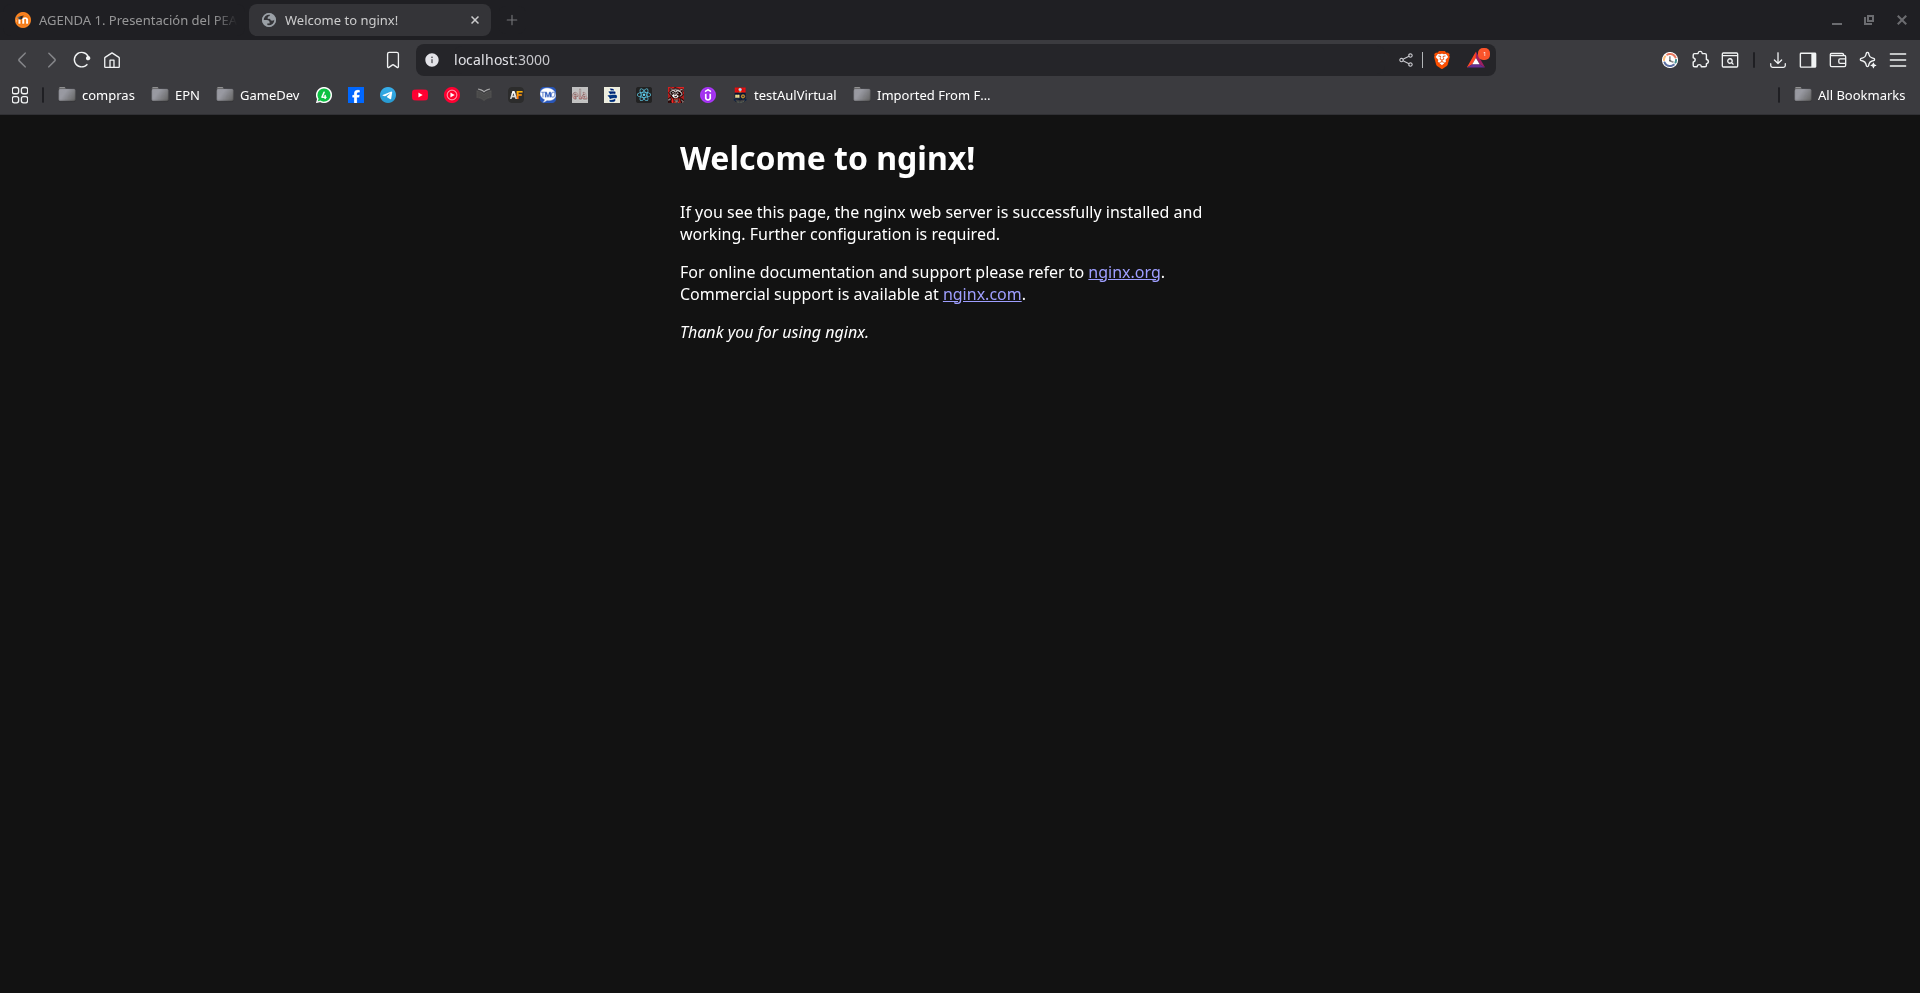 AGENDA 1. Presentación del PEA
Welcome to nginx!
localhost:3000
compras
EPN
GameDev
testAulVirtual
Imported From F...
All Bookmarks
Welcome to nginx!
If you see this page, the nginx web server is successfully installed and
working. Further configuration is required.
For online documentation and support please refer to nginx.org.
Commercial support is available at nginx.com.
Thank you for using nginx.